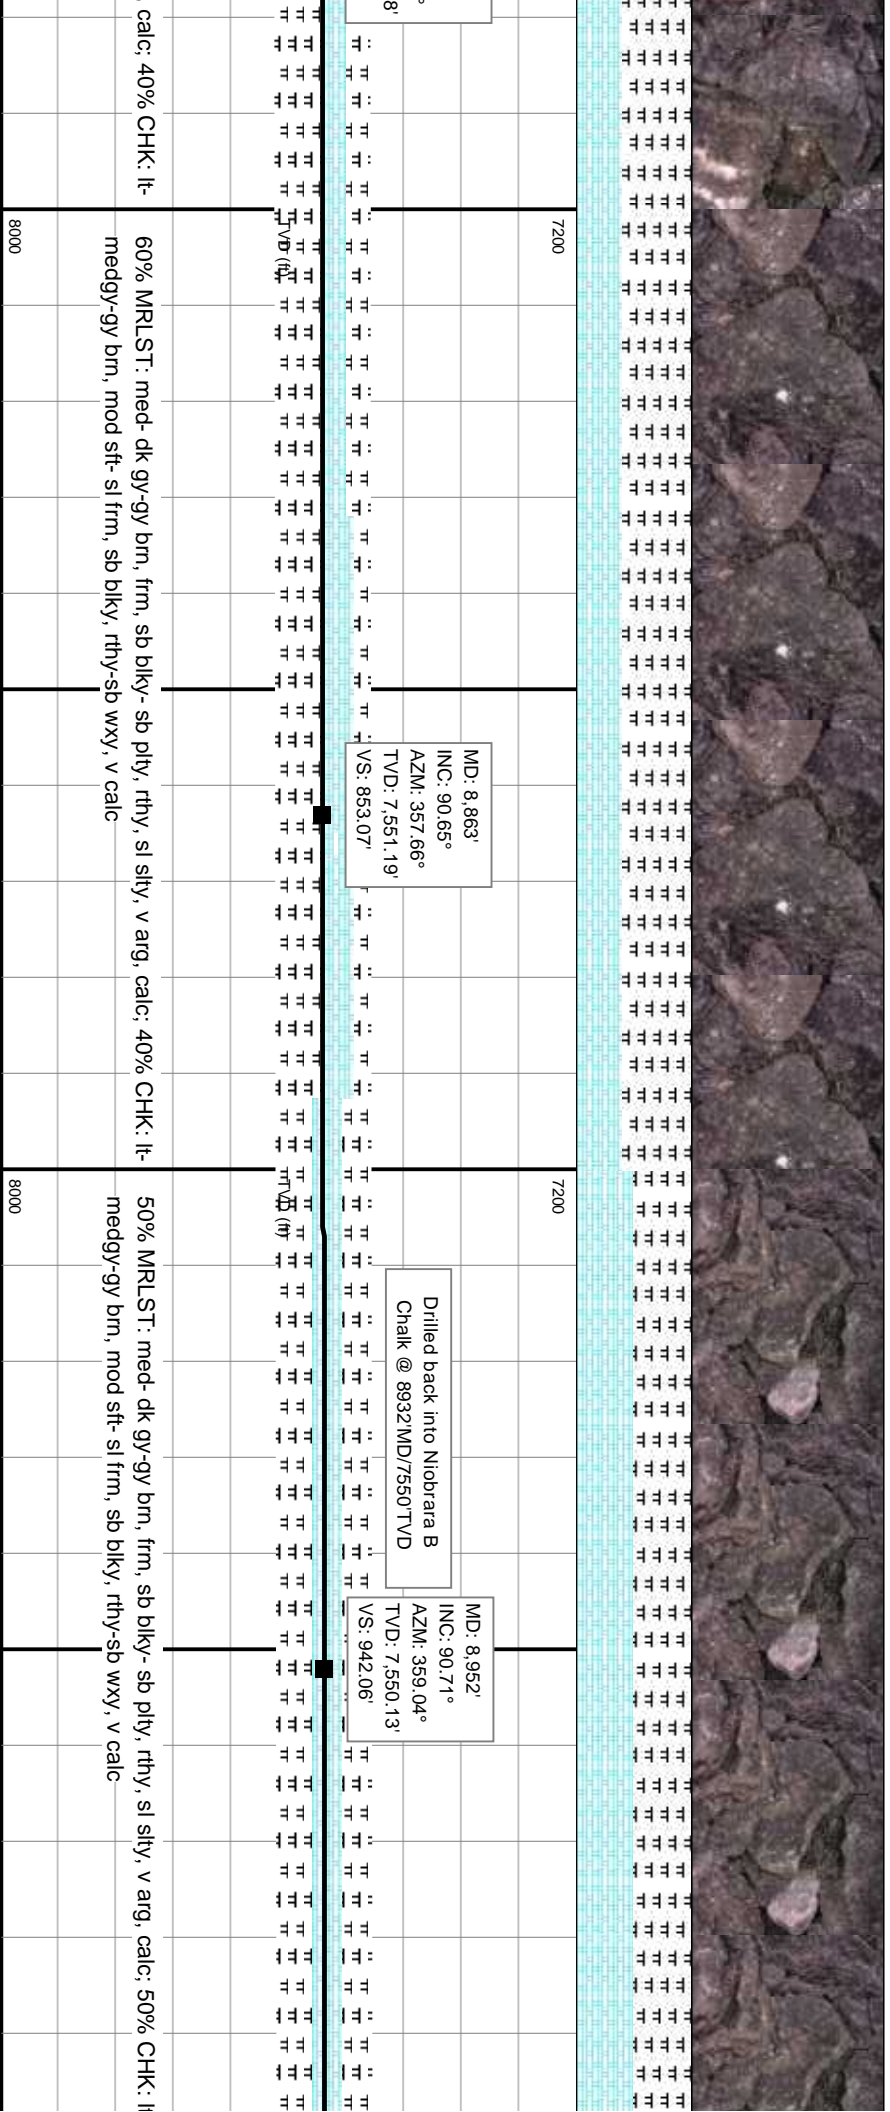 8'
°
, calc; 40% CHK: lt-
8000
TVD (ft)
7200
60% MRLST: med- dk gy-gy brn, frm, sb blky- sb plty, rthy, sl slty, v arg, calc; 40% CHK: lt-
medgy-gy brn, mod sft- sl frm, sb blky, rthy-sb wxy, v calc
MD: 8,863'
INC: 90.65°
AZM: 357.66°
TVD: 7,551.19'
VS: 853.07'
8000
TVD (ft)
7200
50% MRLST: med- dk gy-gy brn, frm, sb blky- sb plty, rthy, sl slty, v arg, calc; 50% CHK: lt
medgy-gy brn, mod sft- sl frm, sb blky, rthy-sb wxy, v calc
Drilled back into Niobrara B
Chalk @ 8932'MD/7550'TVD
MD: 8,952'
INC: 90.71°
AZM: 359.04°
TVD: 7,550.13'
VS: 942.06'